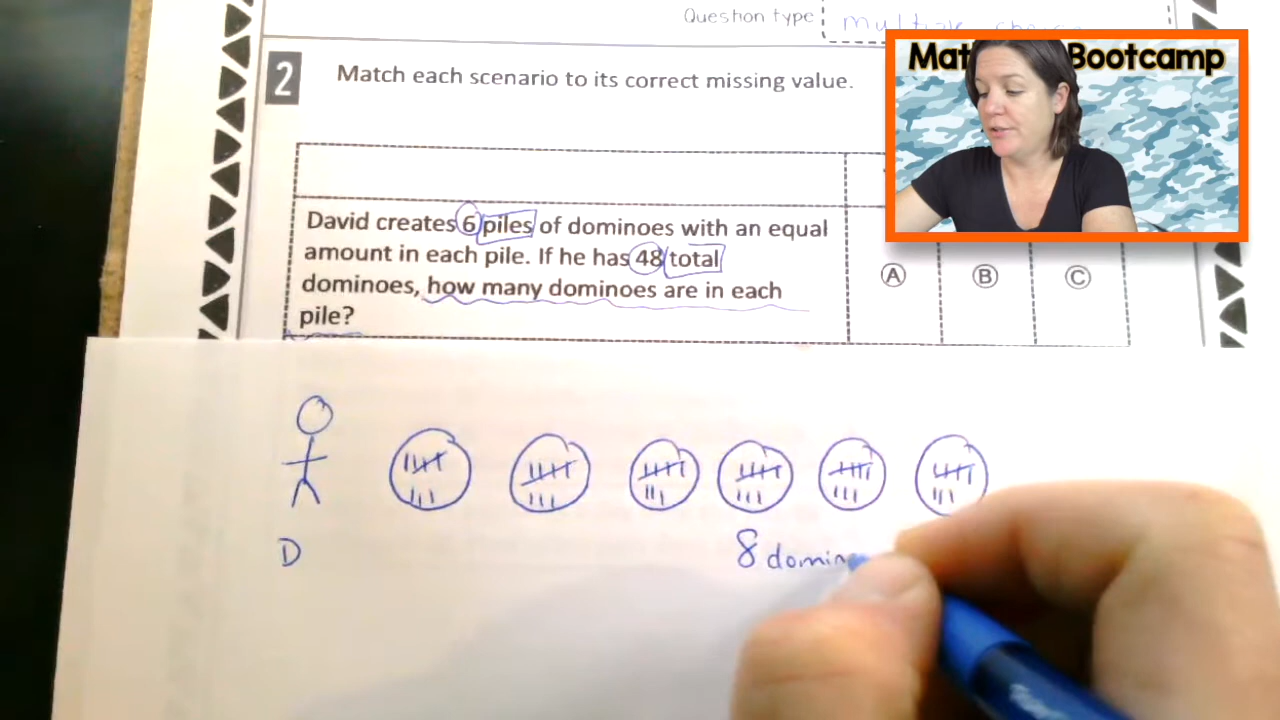 Question type multiple choice
2 Match each scenario to its correct missing value.
Bootcamp
David creates 6 piles of dominoes with an equal
amount in each pile. If he has 48 total
dominoes, how many dominoes are in each
pile?
A B C
D
8 domin